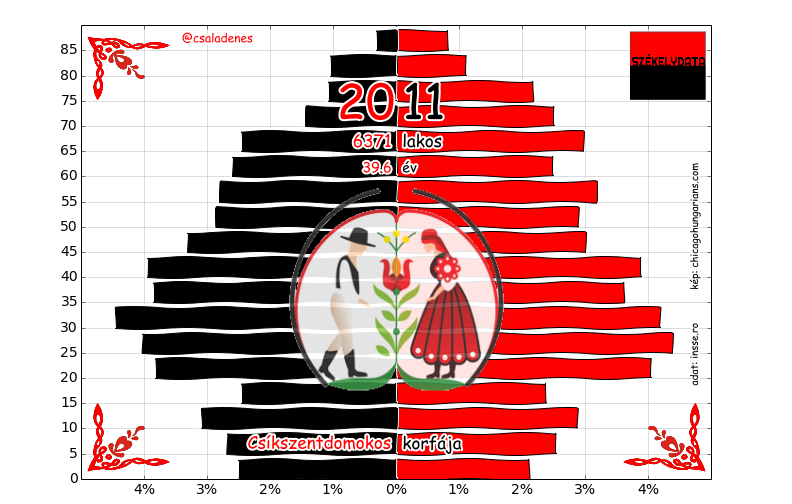 @csaladenes
SZÉKELYDATA
2011
6371 lakos
39.6 év
kép: chicagohungarians.com
adat: insse.ro
Csíkszentdomokos korfája
85
80
75
70
65
60
55
50
45
40
35
30
25
20
15
10
5
0
4% 3% 2% 1% 0% 1% 2% 3% 4%